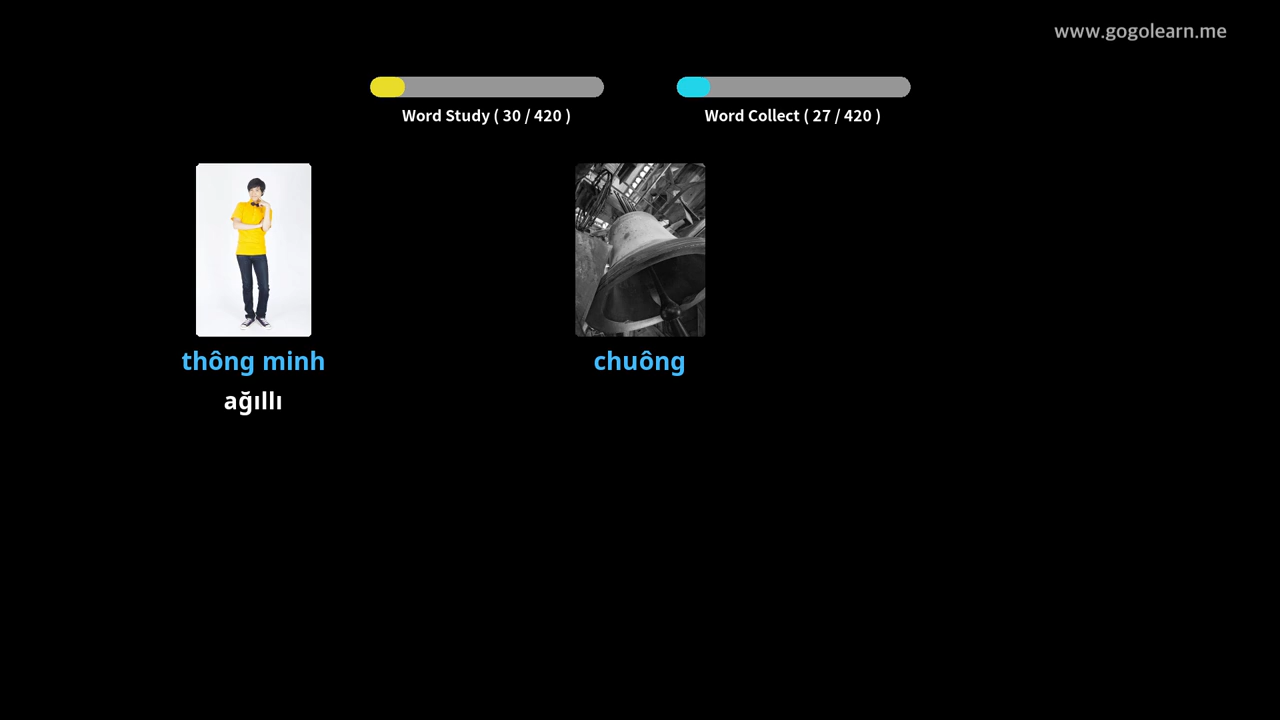 www.gogolearn.me
Word Study ( 30 / 420 )
Word Collect ( 27 / 420 )
thông minh
ağıllı
chuông